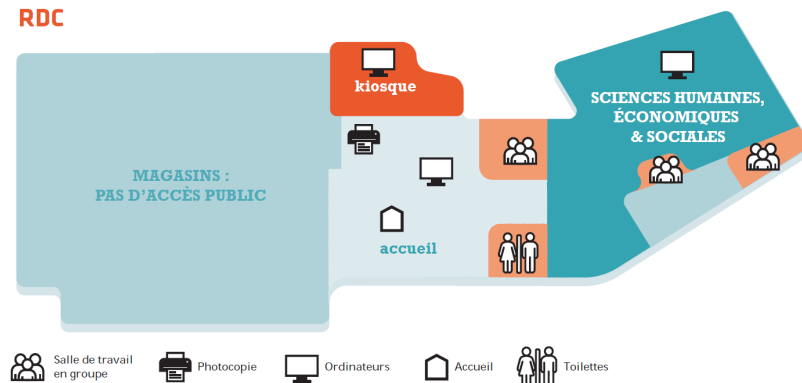 RDC
kiosque
SCIENCES HUMAINES,
ÉCONOMIQUES
& SOCIALES
MAGASINS :
PAS D'ACCÈS PUBLIC
accueil
Salle de travail
en groupe
Photocopie
Ordinateurs
Accueil
Toilettes